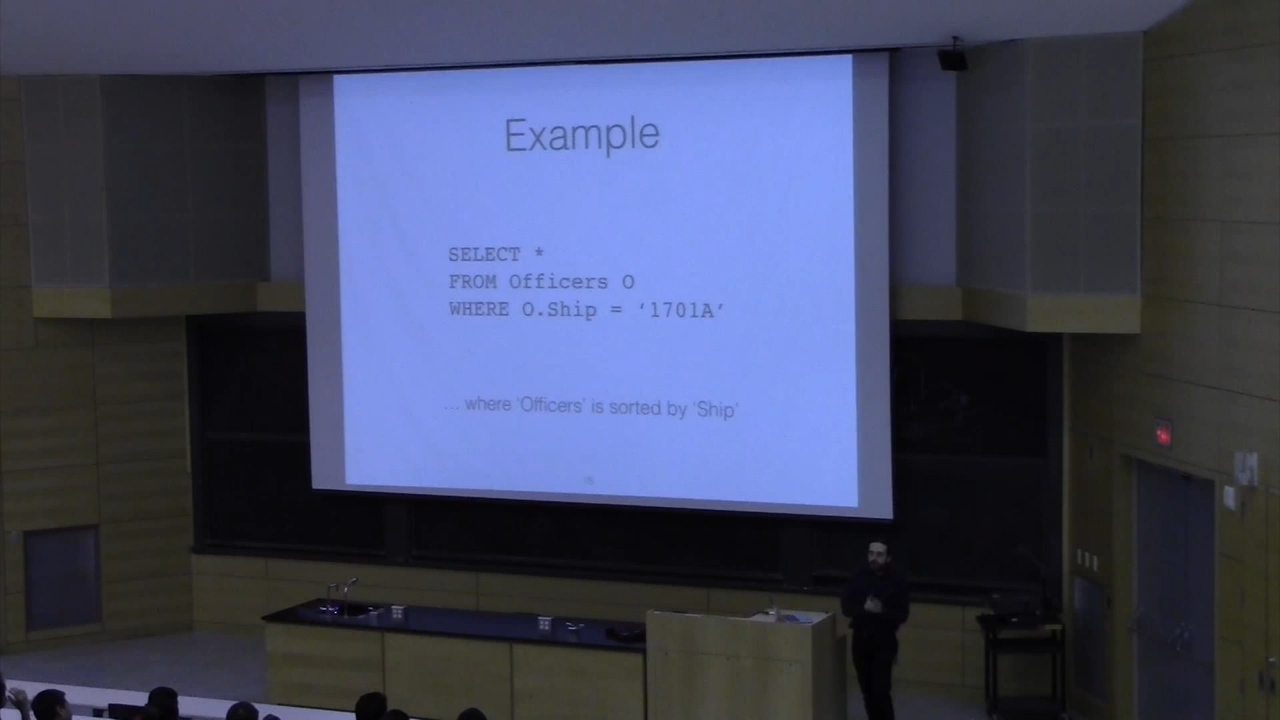 Example
SELECT *
FROM Officers O
WHERE O.Ship = ‘1701A’
... where 'Officers' is sorted by 'Ship'